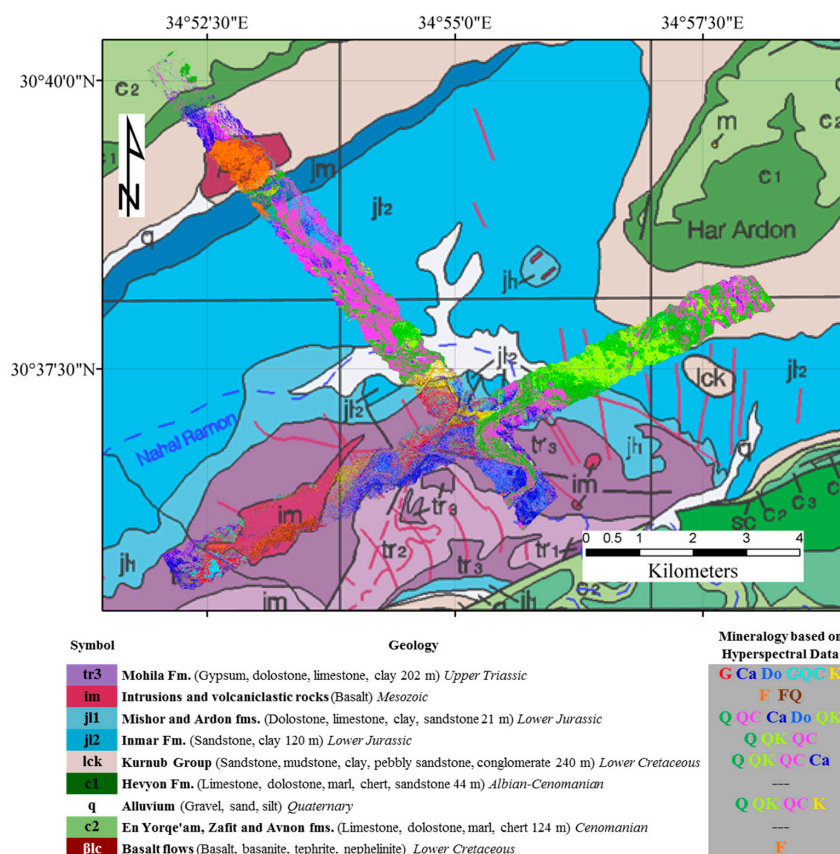 34°52'30"E 34°55'0"E 34°57'30"E
30°40'0"N
c2
c2
m
N
c1
c1
jm
jl2
Har Ardon
q
jh
30°37'30"N
jl2
lck
jl2
jl2
Nahal Ramon
tr3
jh
q
im
im
tr3
sc c2 c3
0 0.5 1 2 3 4
Kilometers
tr2
tr1
jh
tr3
c2
im
jh
Symbol Geology Mineralogy based on
Hyperspectral Data
tr3 Mohila Fm. (Gypsum, dolostone, limestone, clay 202 m) Upper Triassic G Ca Do GQC K
im Intrusions and volcaniclastic rocks (Basalt) Mesozoic F FQ
jl1 Mishor and Ardon fms. (Dolostone, limestone, clay, sandstone 21 m) Lower Jurassic Q QC Ca Do QK
jl2 Inmar Fm. (Sandstone, clay 120 m) Lower Jurassic Q QK QC
lck Kurnub Group (Sandstone, mudstone, clay, pebbly sandstone, conglomerate 240 m) Lower Cretaceous Q QK QC Ca
c1 Hevyon Fm. (Limestone, dolostone, marl, chert, sandstone 44 m) Albian-Cenomanian ---
q Alluvium (Gravel, sand, silt) Quaternary Q QK QC K
c2 En Yorqe'am, Zafit and Avnon fms. (Limestone, dolostone, marl, chert 124 m) Cenomanian ---
βlc Basalt flows (Basalt, basanite, tephrite, nephelinite) Lower Cretaceous F